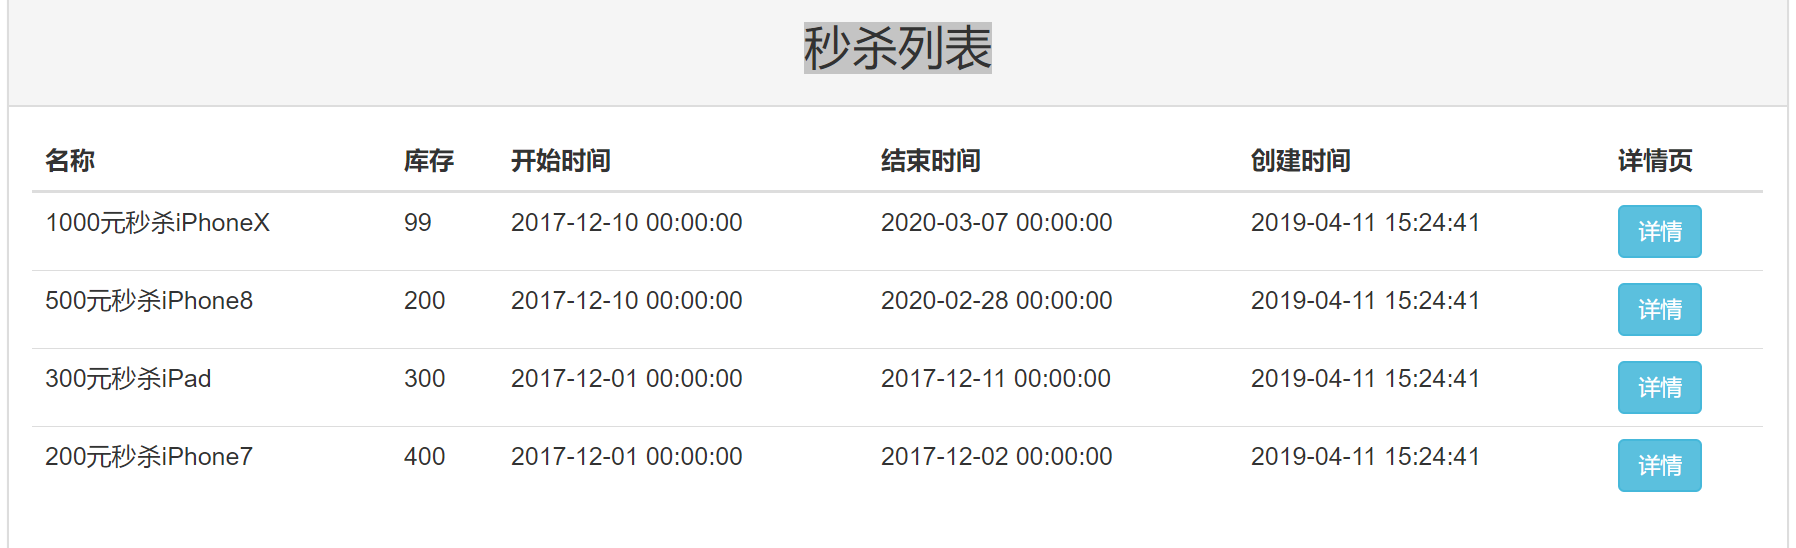 秒杀列表
名称 库存 开始时间 结束时间 创建时间 详情页
1000元秒杀iPhoneX 99 2017-12-10 00:00:00 2020-03-07 00:00:00 2019-04-11 15:24:41 详情
500元秒杀iPhone8 200 2017-12-10 00:00:00 2020-02-28 00:00:00 2019-04-11 15:24:41 详情
300元秒杀iPad 300 2017-12-01 00:00:00 2017-12-11 00:00:00 2019-04-11 15:24:41 详情
200元秒杀iPhone7 400 2017-12-01 00:00:00 2017-12-02 00:00:00 2019-04-11 15:24:41 详情